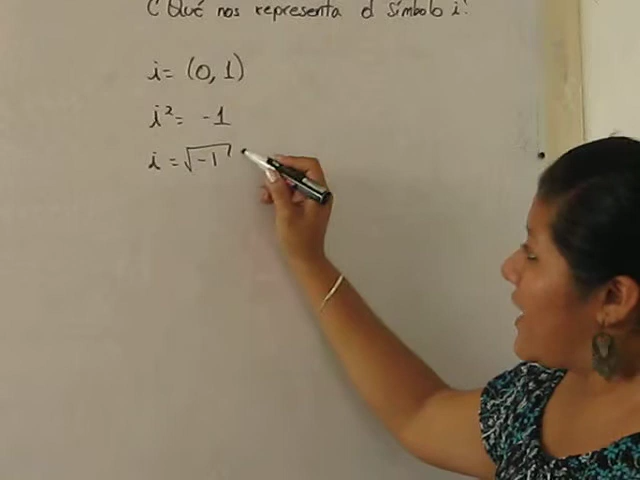 ¿Qué nos representa el símbolo i?
i = (0, 1)
i² = -1
i = √-1